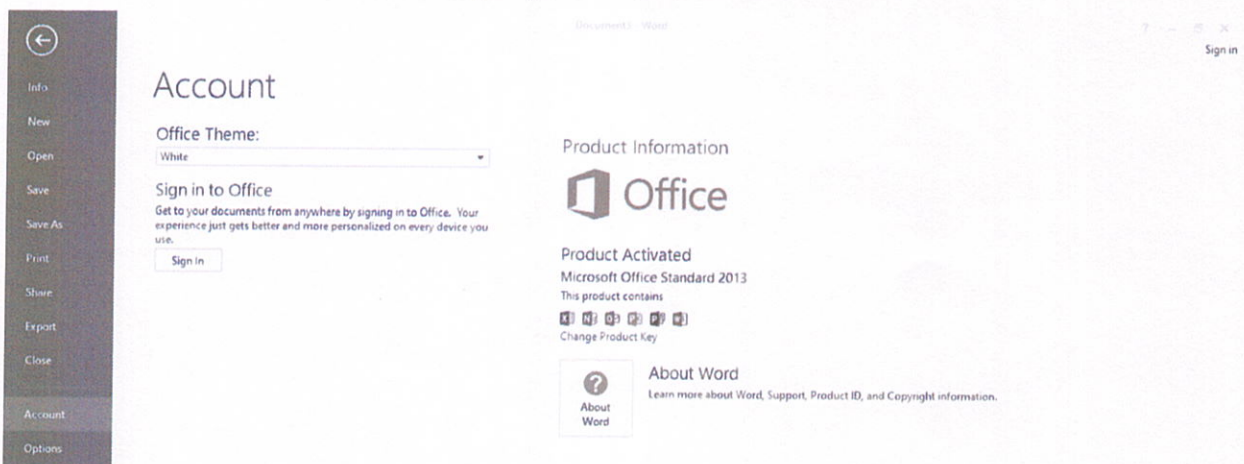 Document1 - Word
? – X
Sign in
Info
New
Open
Save
Save As
Print
Share
Export
Close
Account
Options
Account
Office Theme:
White
Sign in to Office
Get to your documents from anywhere by signing in to Office. Your
experience just gets better and more personalized on every device you
use.
Sign In
Product Information
Office
Product Activated
Microsoft Office Standard 2013
This product contains
Change Product Key
?
About
Word
About Word
Learn more about Word, Support, Product ID, and Copyright information.